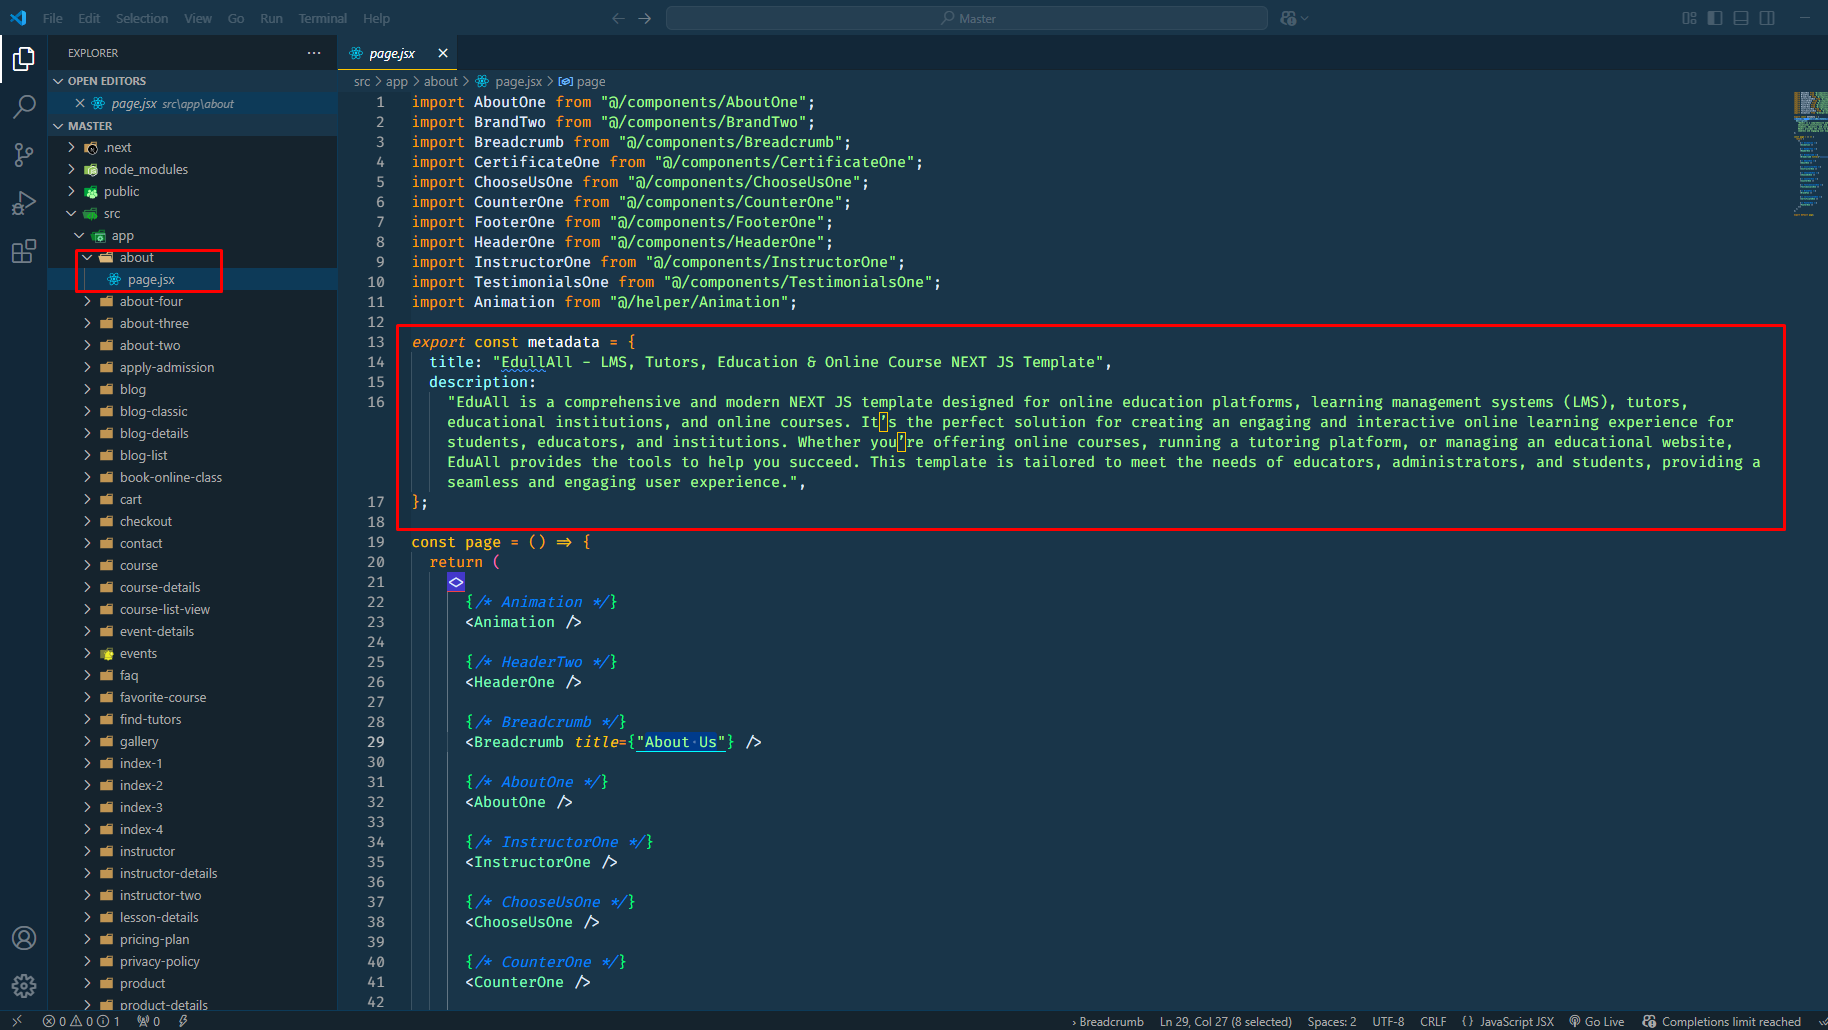 File Edit Selection View Go Run Terminal Help
Master
EXPLORER
OPEN EDITORS
page.jsx src\app\about
MASTER
.next
node_modules
public
src
app
about
page.jsx
about-four
about-three
about-two
apply-admission
blog
blog-classic
blog-details
blog-list
book-online-class
cart
checkout
contact
course
course-details
course-list-view
event-details
events
faq
favorite-course
find-tutors
gallery
index-1
index-2
index-3
index-4
instructor
instructor-details
instructor-two
lesson-details
pricing-plan
privacy-policy
product
product-details
page.jsx
src > app > about > page.jsx > page
1 import AboutOne from "@/components/AboutOne";
2 import BrandTwo from "@/components/BrandTwo";
3 import Breadcrumb from "@/components/Breadcrumb";
4 import CertificateOne from "@/components/CertificateOne";
5 import ChooseUsOne from "@/components/ChooseUsOne";
6 import CounterOne from "@/components/CounterOne";
7 import FooterOne from "@/components/FooterOne";
8 import HeaderOne from "@/components/HeaderOne";
9 import InstructorOne from "@/components/InstructorOne";
10 import TestimonialsOne from "@/components/TestimonialsOne";
11 import Animation from "@/helper/Animation";
12
13 export const metadata = {
14 title: "EdullAll - LMS, Tutors, Education & Online Course NEXT JS Template",
15 description:
16 "EduAll is a comprehensive and modern NEXT JS template designed for online education platforms, learning management systems (LMS), tutors,
educational institutions, and online courses. It’s the perfect solution for creating an engaging and interactive online learning experience for
students, educators, and institutions. Whether you’re offering online courses, running a tutoring platform, or managing an educational website,
EduAll provides the tools to help you succeed. This template is tailored to meet the needs of educators, administrators, and students, providing a
seamless and engaging user experience.",
17 };
18
19 const page = () => {
20 return (
21 <>
22 {/* Animation */}
23 <Animation />
24
25 {/* HeaderTwo */}
26 <HeaderOne />
27
28 {/* Breadcrumb */}
29 <Breadcrumb title={"About Us"} />
30
31 {/* AboutOne */}
32 <AboutOne />
33
34 {/* InstructorOne */}
35 <InstructorOne />
36
37 {/* ChooseUsOne */}
38 <ChooseUsOne />
39
40 {/* CounterOne */}
41 <CounterOne />
42
0 0 1 0 › Breadcrumb Ln 29, Col 27 (8 selected) Spaces: 2 UTF-8 CRLF {} JavaScript JSX Go Live Completions limit reached